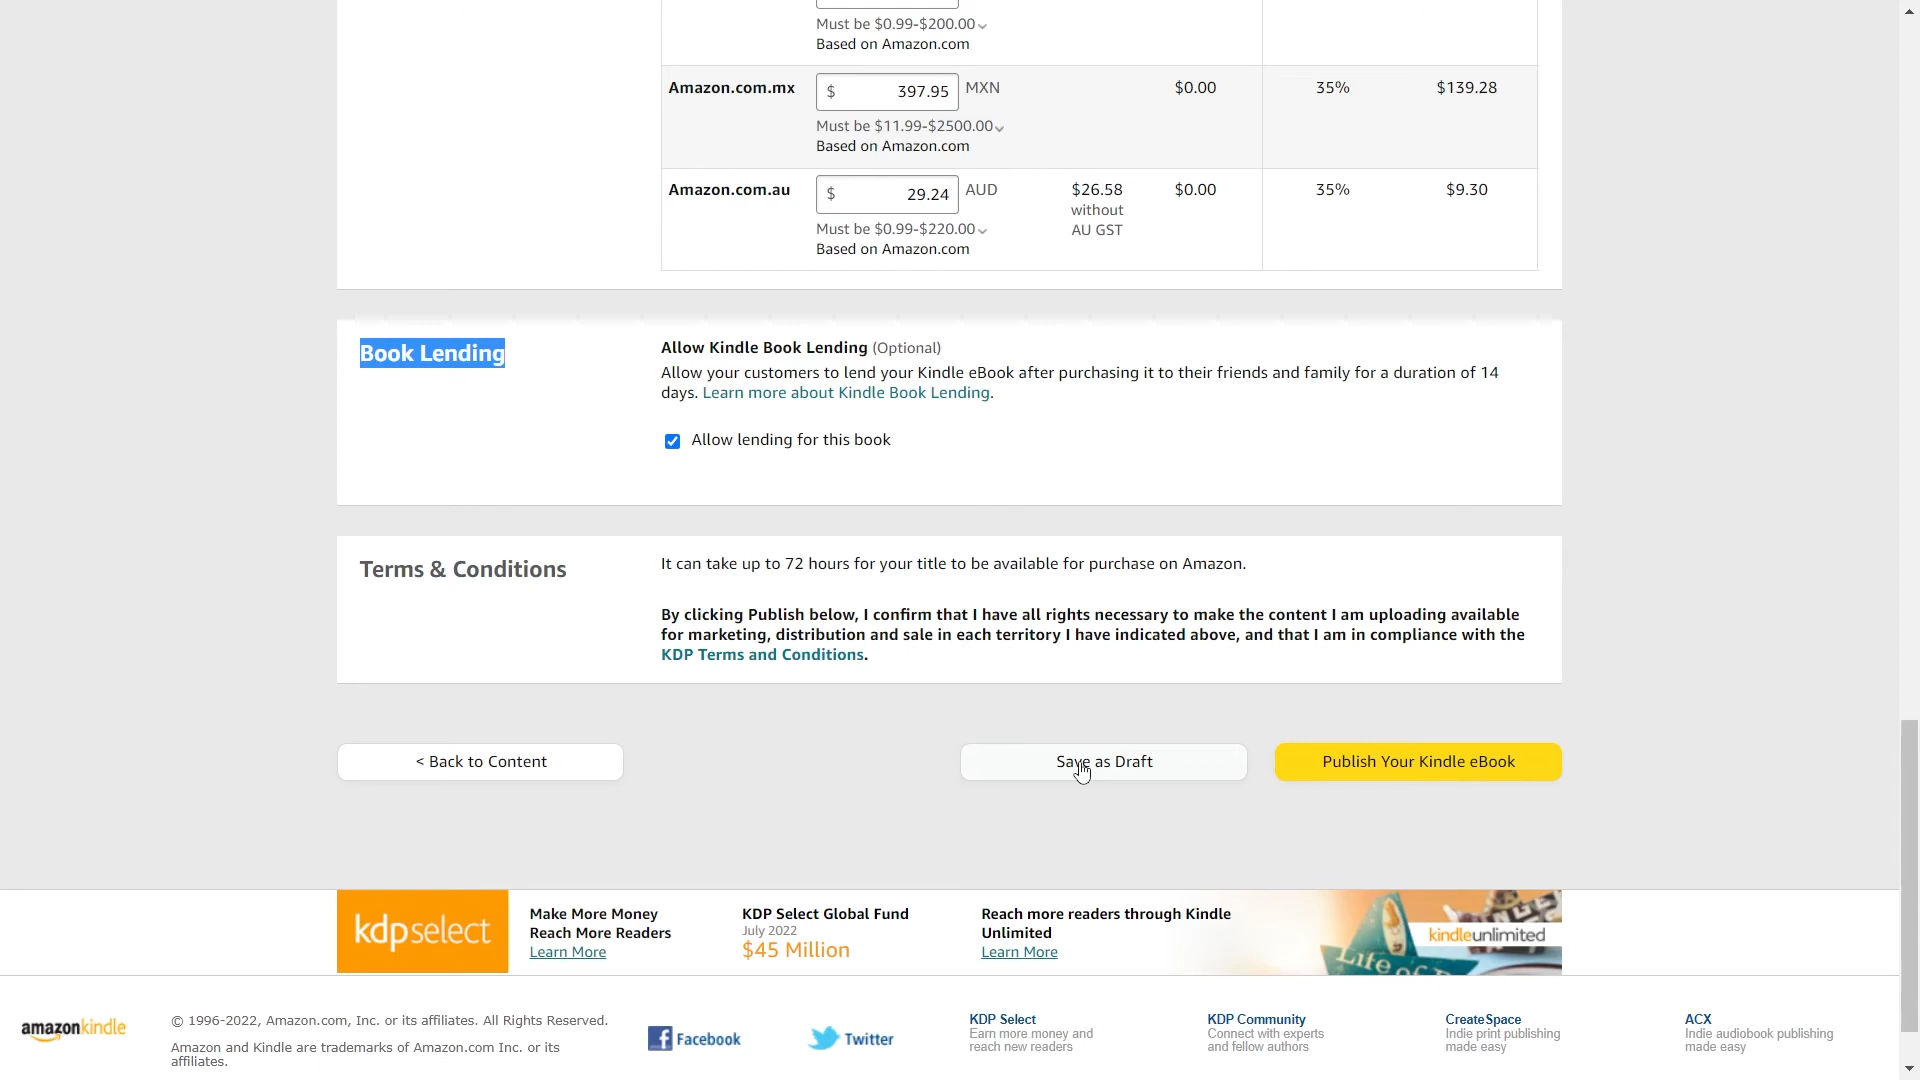 Must be $0.99-$200.00
Based on Amazon.com
Amazon.com.mx $ 397.95 MXN $0.00 35% $139.28
Must be $11.99-$2500.00
Based on Amazon.com
Amazon.com.au $ 29.24 AUD $26.58 $0.00 35% $9.30
without
AU GST
Must be $0.99-$220.00
Based on Amazon.com
Book Lending
Allow Kindle Book Lending (Optional)
Allow your customers to lend your Kindle eBook after purchasing it to their friends and family for a duration of 14
days. Learn more about Kindle Book Lending.
Allow lending for this book
Terms & Conditions
It can take up to 72 hours for your title to be available for purchase on Amazon.
By clicking Publish below, I confirm that I have all rights necessary to make the content I am uploading available
for marketing, distribution and sale in each territory I have indicated above, and that I am in compliance with the
KDP Terms and Conditions.
< Back to Content
Save as Draft
Publish Your Kindle eBook
kdpselect
Make More Money
Reach More Readers
Learn More
KDP Select Global Fund
July 2022
$45 Million
Reach more readers through Kindle
Unlimited
Learn More
Life of
kindleunlimited
amazonkindle
© 1996-2022, Amazon.com, Inc. or its affiliates. All Rights Reserved.
Amazon and Kindle are trademarks of Amazon.com Inc. or its
affiliates.
Facebook
Twitter
KDP Select
Earn more money and
reach new readers
KDP Community
Connect with experts
and fellow authors
CreateSpace
Indie print publishing
made easy
ACX
Indie audiobook publishing
made easy